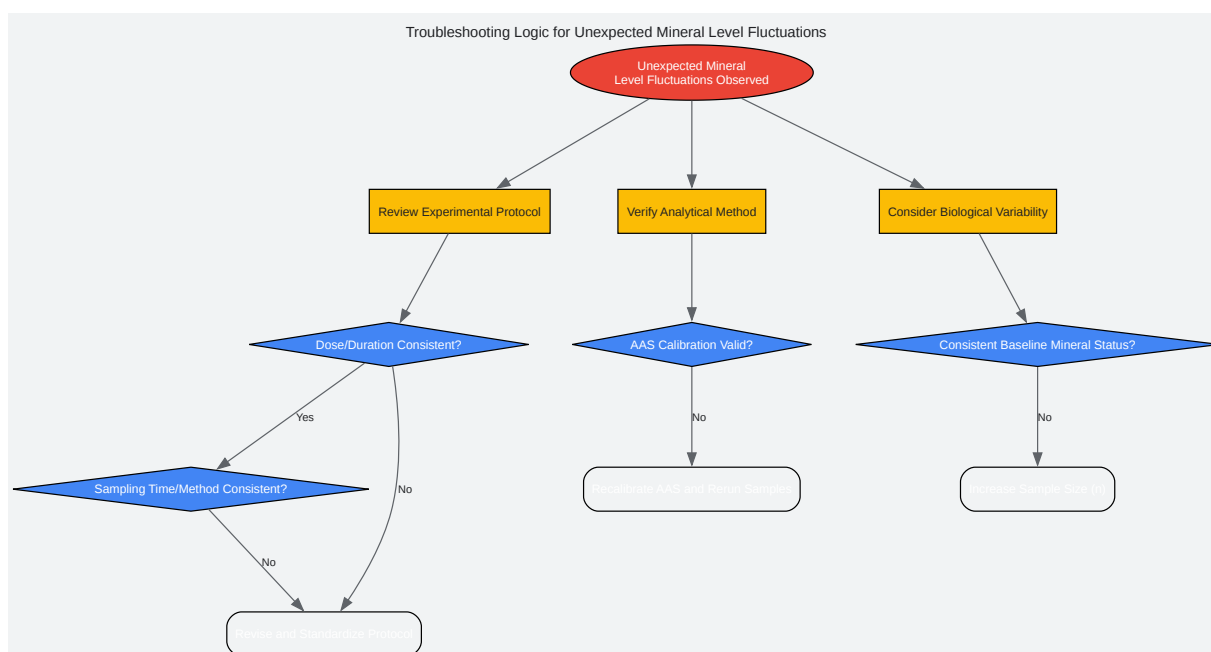 Troubleshooting Logic for Unexpected Mineral Level Fluctuations
Unexpected Mineral
Level Fluctuations Observed
Review Experimental Protocol
Verify Analytical Method
Consider Biological Variability
Dose/Duration Consistent?
AAS Calibration Valid?
Consistent Baseline Mineral Status?
Yes
No
No
No
Sampling Time/Method Consistent?
Recalibrate AAS and Rerun Samples
Increase Sample Size (n)
No
Revise and Standardize Protocol